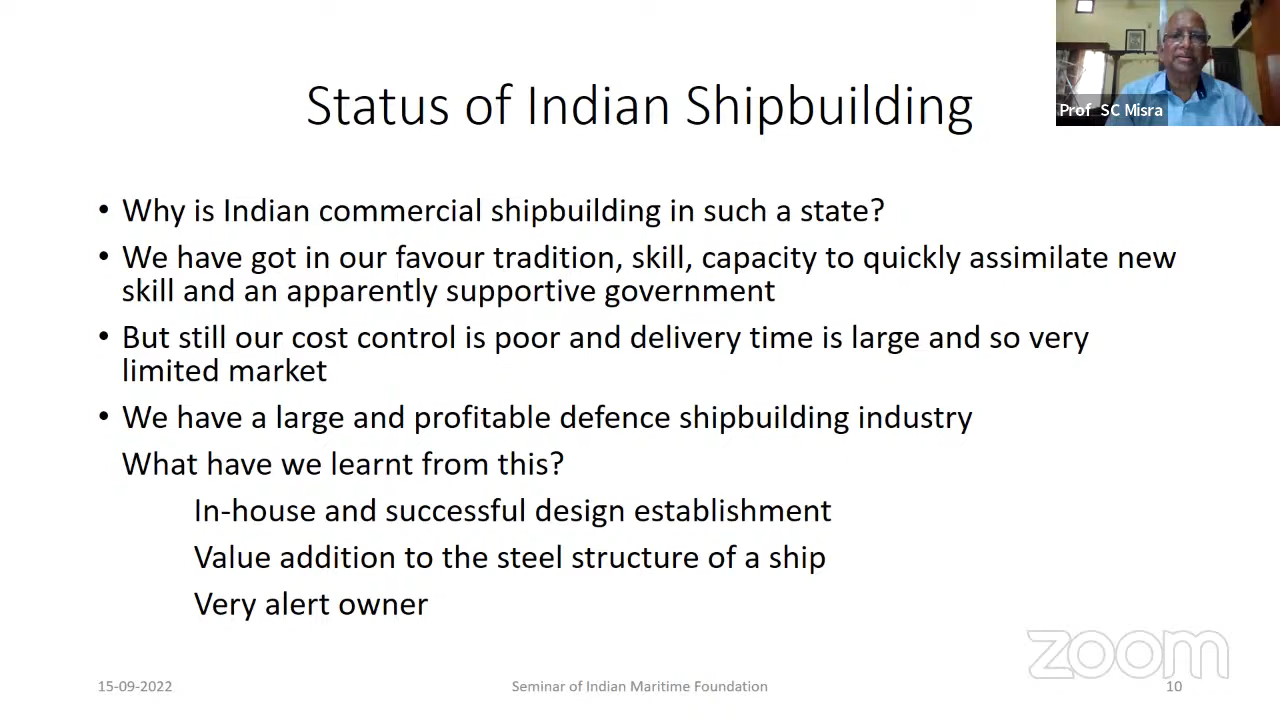 Status of Indian Shipbuilding
Prof SC Misra
• Why is Indian commercial shipbuilding in such a state?
• We have got in our favour tradition, skill, capacity to quickly assimilate new
skill and an apparently supportive government
• But still our cost control is poor and delivery time is large and so very
limited market
• We have a large and profitable defence shipbuilding industry
What have we learnt from this?
In-house and successful design establishment
Value addition to the steel structure of a ship
Very alert owner
zoom
15-09-2022
Seminar of Indian Maritime Foundation
10